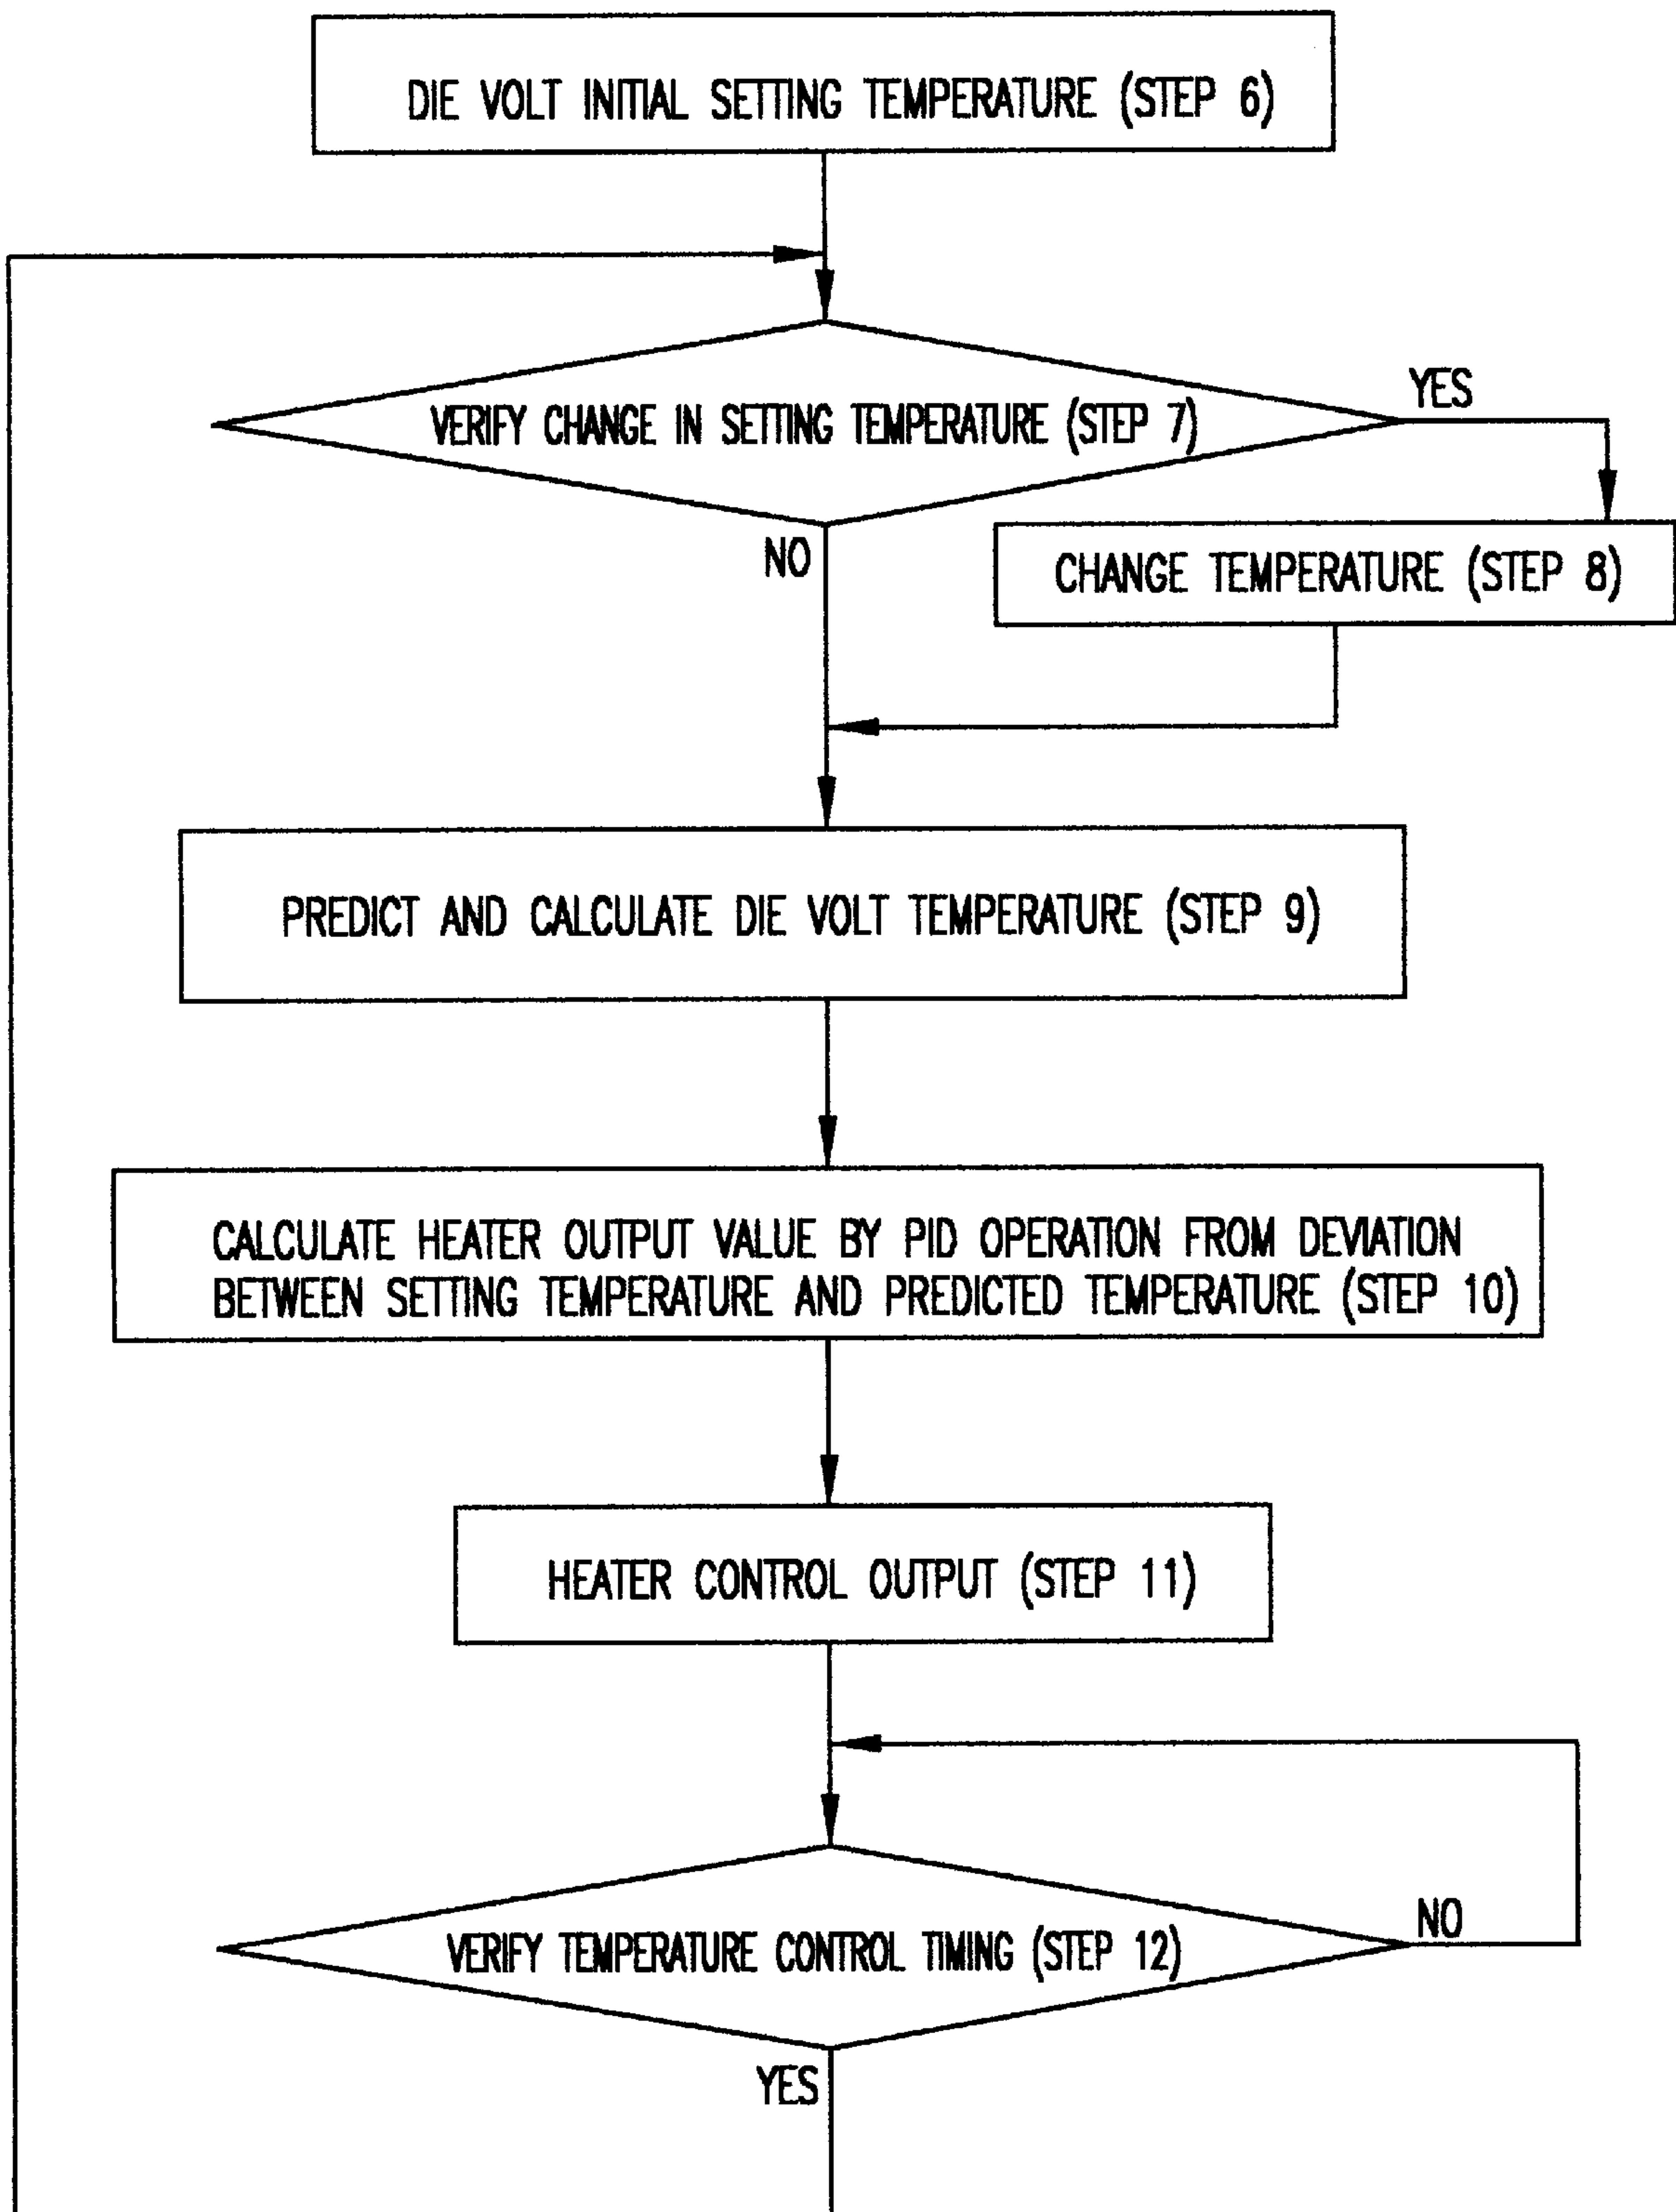 DIE VOLT INITIAL SETTING TEMPERATURE (STEP 6)
VERIFY CHANGE IN SETTING TEMPERATURE (STEP 7)
YES
NO
CHANGE TEMPERATURE (STEP 8)
PREDICT AND CALCULATE DIE VOLT TEMPERATURE (STEP 9)
CALCULATE HEATER OUTPUT VALUE BY PID OPERATION FROM DEVIATION
BETWEEN SETTING TEMPERATURE AND PREDICTED TEMPERATURE (STEP 10)
HEATER CONTROL OUTPUT (STEP 11)
VERIFY TEMPERATURE CONTROL TIMING (STEP 12)
NO
YES